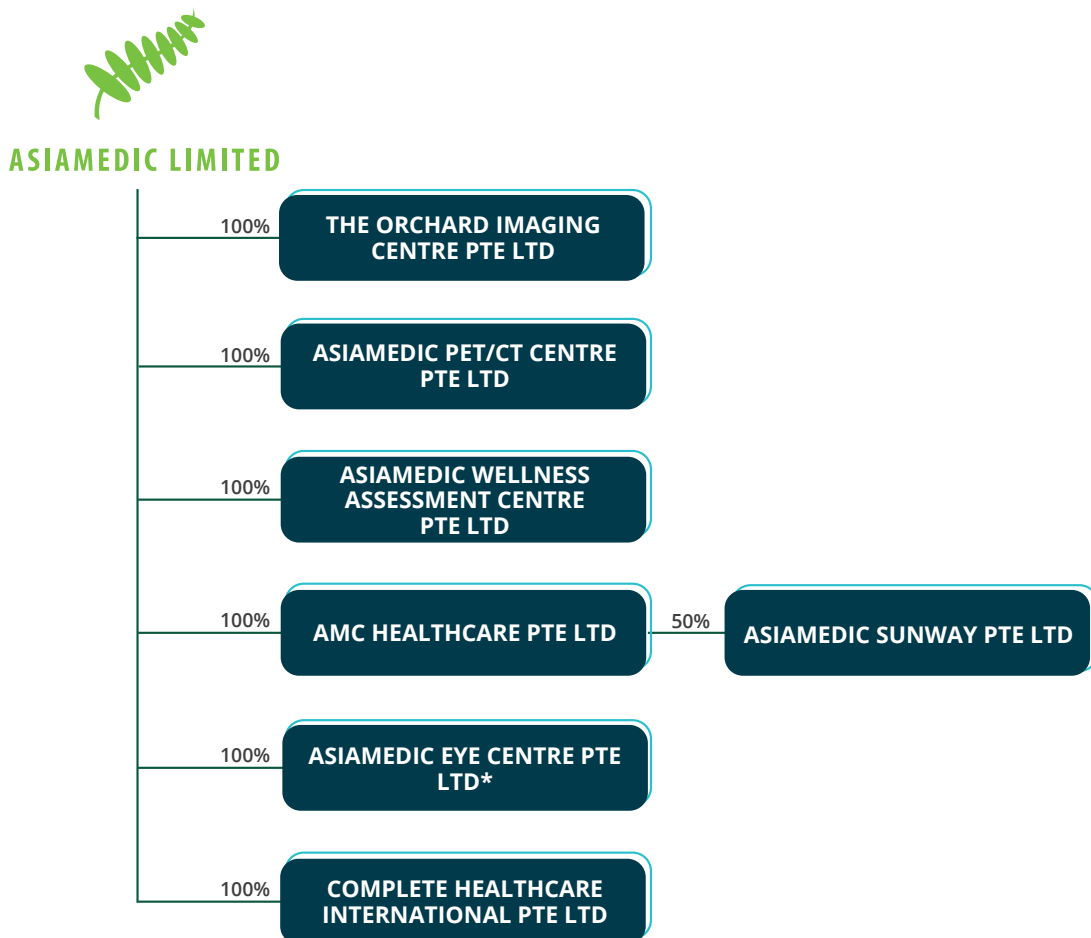 ASIAMEDIC LIMITED
100%
THE ORCHARD IMAGING
CENTRE PTE LTD
100%
ASIAMEDIC PET/CT CENTRE
PTE LTD
100%
ASIAMEDIC WELLNESS
ASSESSMENT CENTRE
PTE LTD
100%
AMC HEALTHCARE PTE LTD
50%
ASIAMEDIC SUNWAY PTE LTD
100%
ASIAMEDIC EYE CENTRE PTE
LTD*
100%
COMPLETE HEALTHCARE
INTERNATIONAL PTE LTD